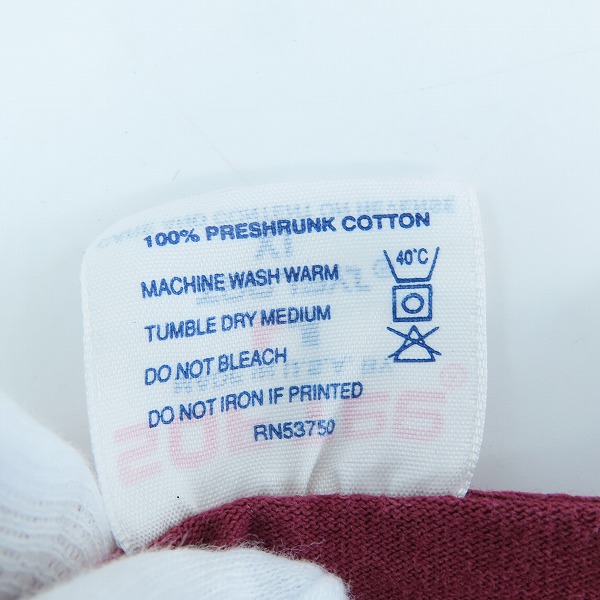 100% PRESHRUNK COTTON
MACHINE WASH WARM
TUMBLE DRY MEDIUM
DO NOT BLEACH
DO NOT IRON IF PRINTED
RN53750
40°C